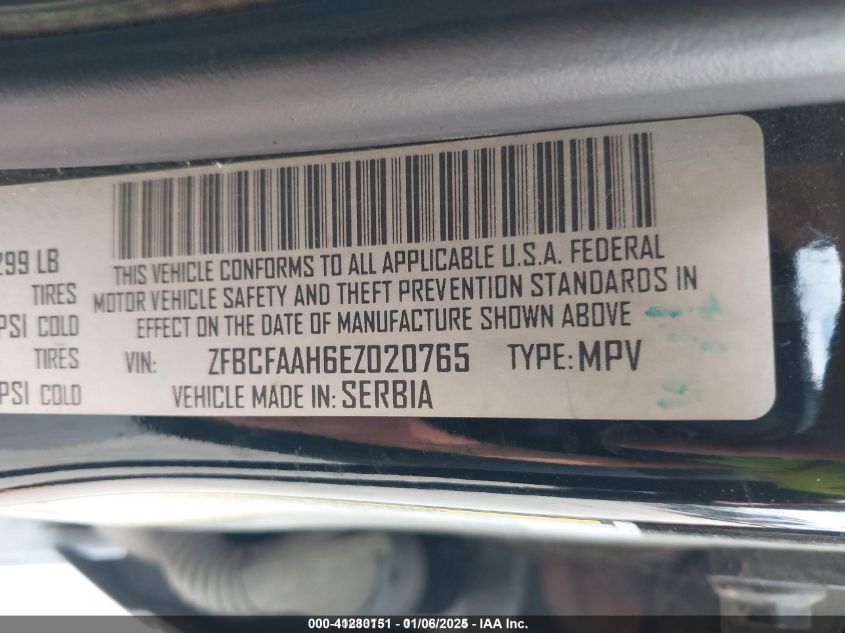 299 LB
TIRES
PSI COLD
TIRES
PSI COLD
THIS VEHICLE CONFORMS TO ALL APPLICABLE U.S.A. FEDERAL
MOTOR VEHICLE SAFETY AND THEFT PREVENTION STANDARDS IN
EFFECT ON THE DATE OF MANUFACTURE SHOWN ABOVE
VIN: ZFBCFAAH6EZ020765 TYPE: MPV
VEHICLE MADE IN: SERBIA
01/06/2025 - IAA Inc.